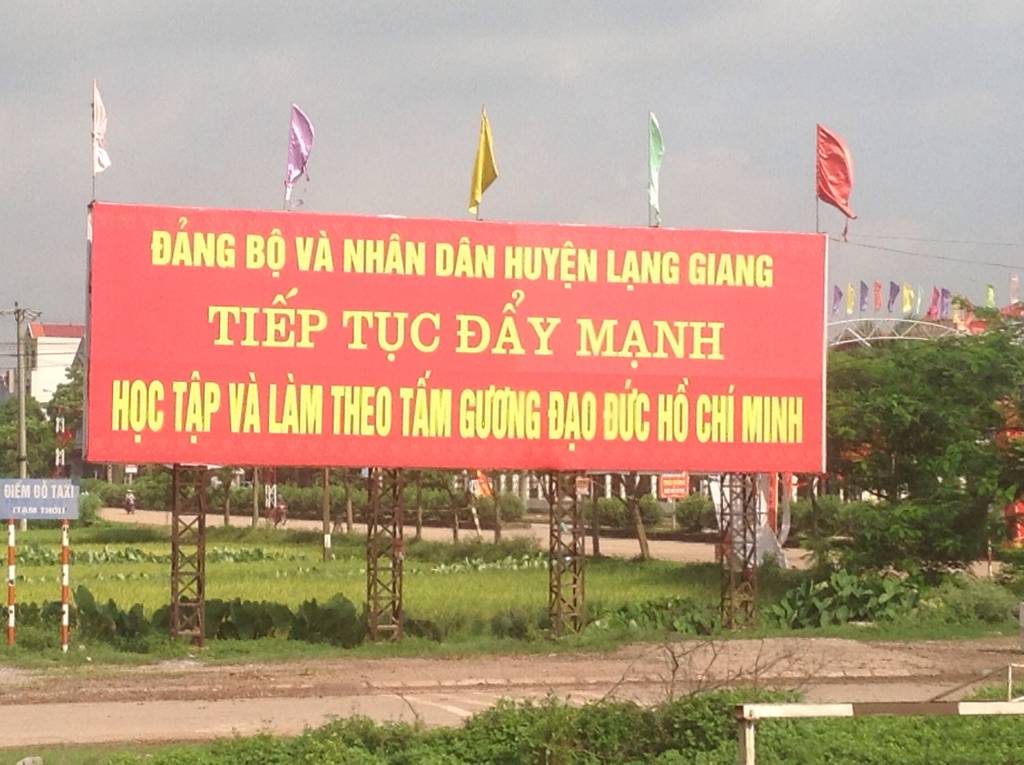 ĐẢNG BỘ VÀ NHÂN DÂN HUYỆN LẠNG GIANG
TIẾP TỤC ĐẨY MẠNH
HỌC TẬP VÀ LÀM THEO TẤM GƯƠNG ĐẠO ĐỨC HỒ CHÍ MINH
ĐIỂM ĐỖ TAXI
(TẠM THỜI)